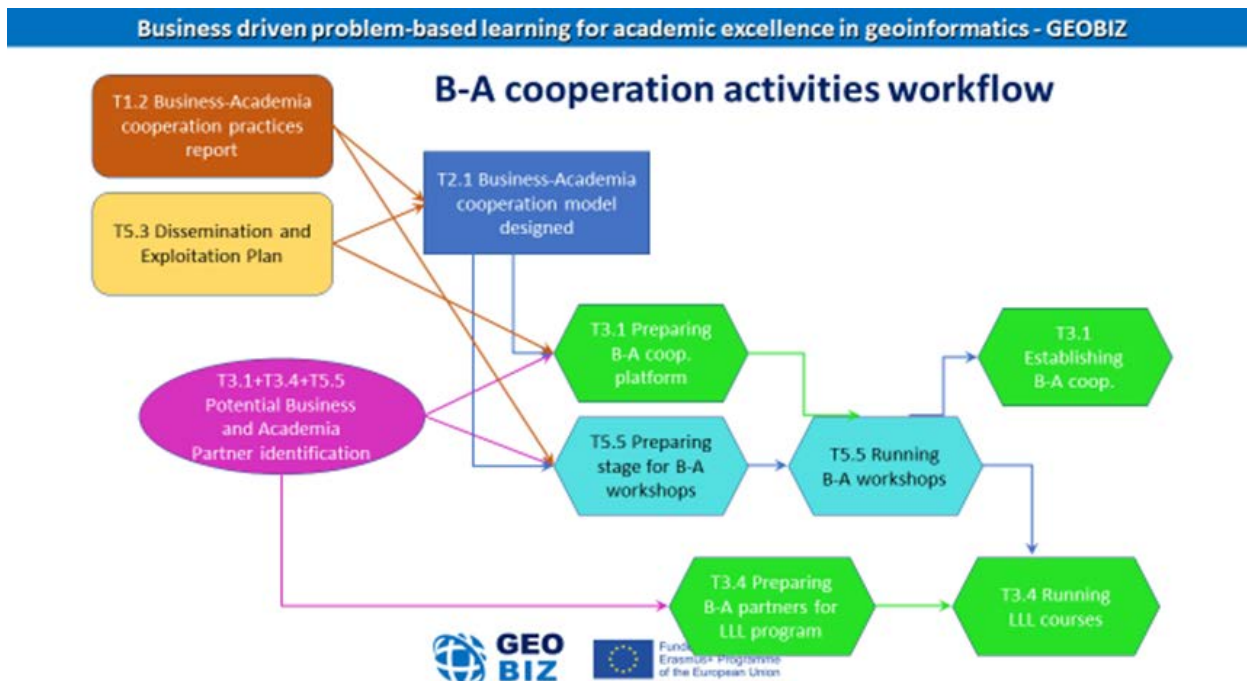 Business driven problem-based learning for academic excellence in geoinformatics - GEOBIZ
B-A cooperation activities workflow
T1.2 Business-Academia
cooperation practices
report
T5.3 Dissemination and
Exploitation Plan
T2.1 Business-Academia
cooperation model
designed
T3.1 Preparing
B-A coop.
platform
T3.1
Establishing
B-A coop.
T3.1+T3.4+T5.5
Potential Business
and Academia
Partner identification
T5.5 Preparing
stage for B-A
workshops
T5.5 Running
B-A workshops
T3.4 Preparing
B-A partners for
LLL program
T3.4 Running
LLL courses
GEO
BIZ
Erasmus+ Programme
of the European Union